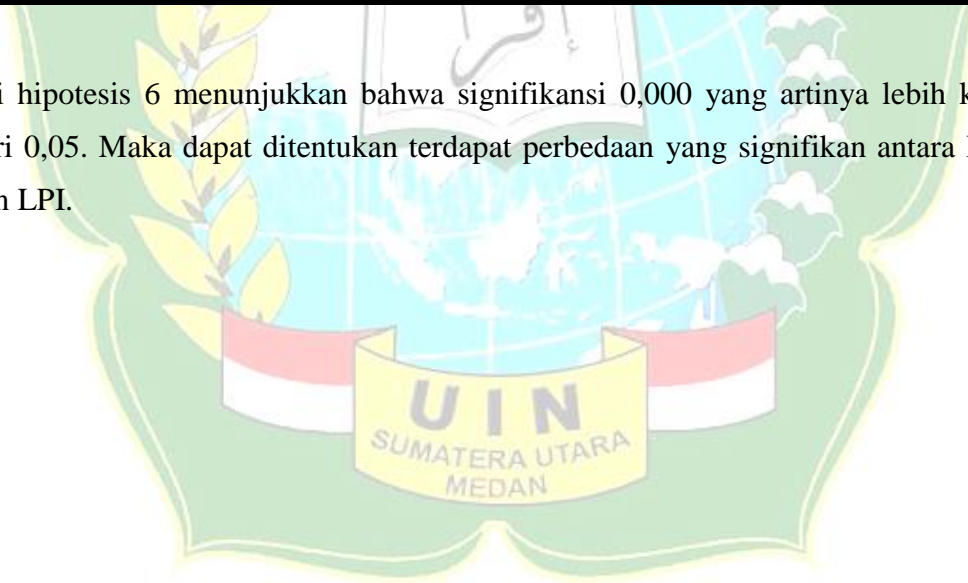 إقرأ
i hipotesis 6 menunjukkan bahwa signifikansi 0,000 yang artinya lebih k
ri 0,05. Maka dapat ditentukan terdapat perbedaan yang signifikan antara
n LPI.
UIN
SUMATERA UTARA
MEDAN